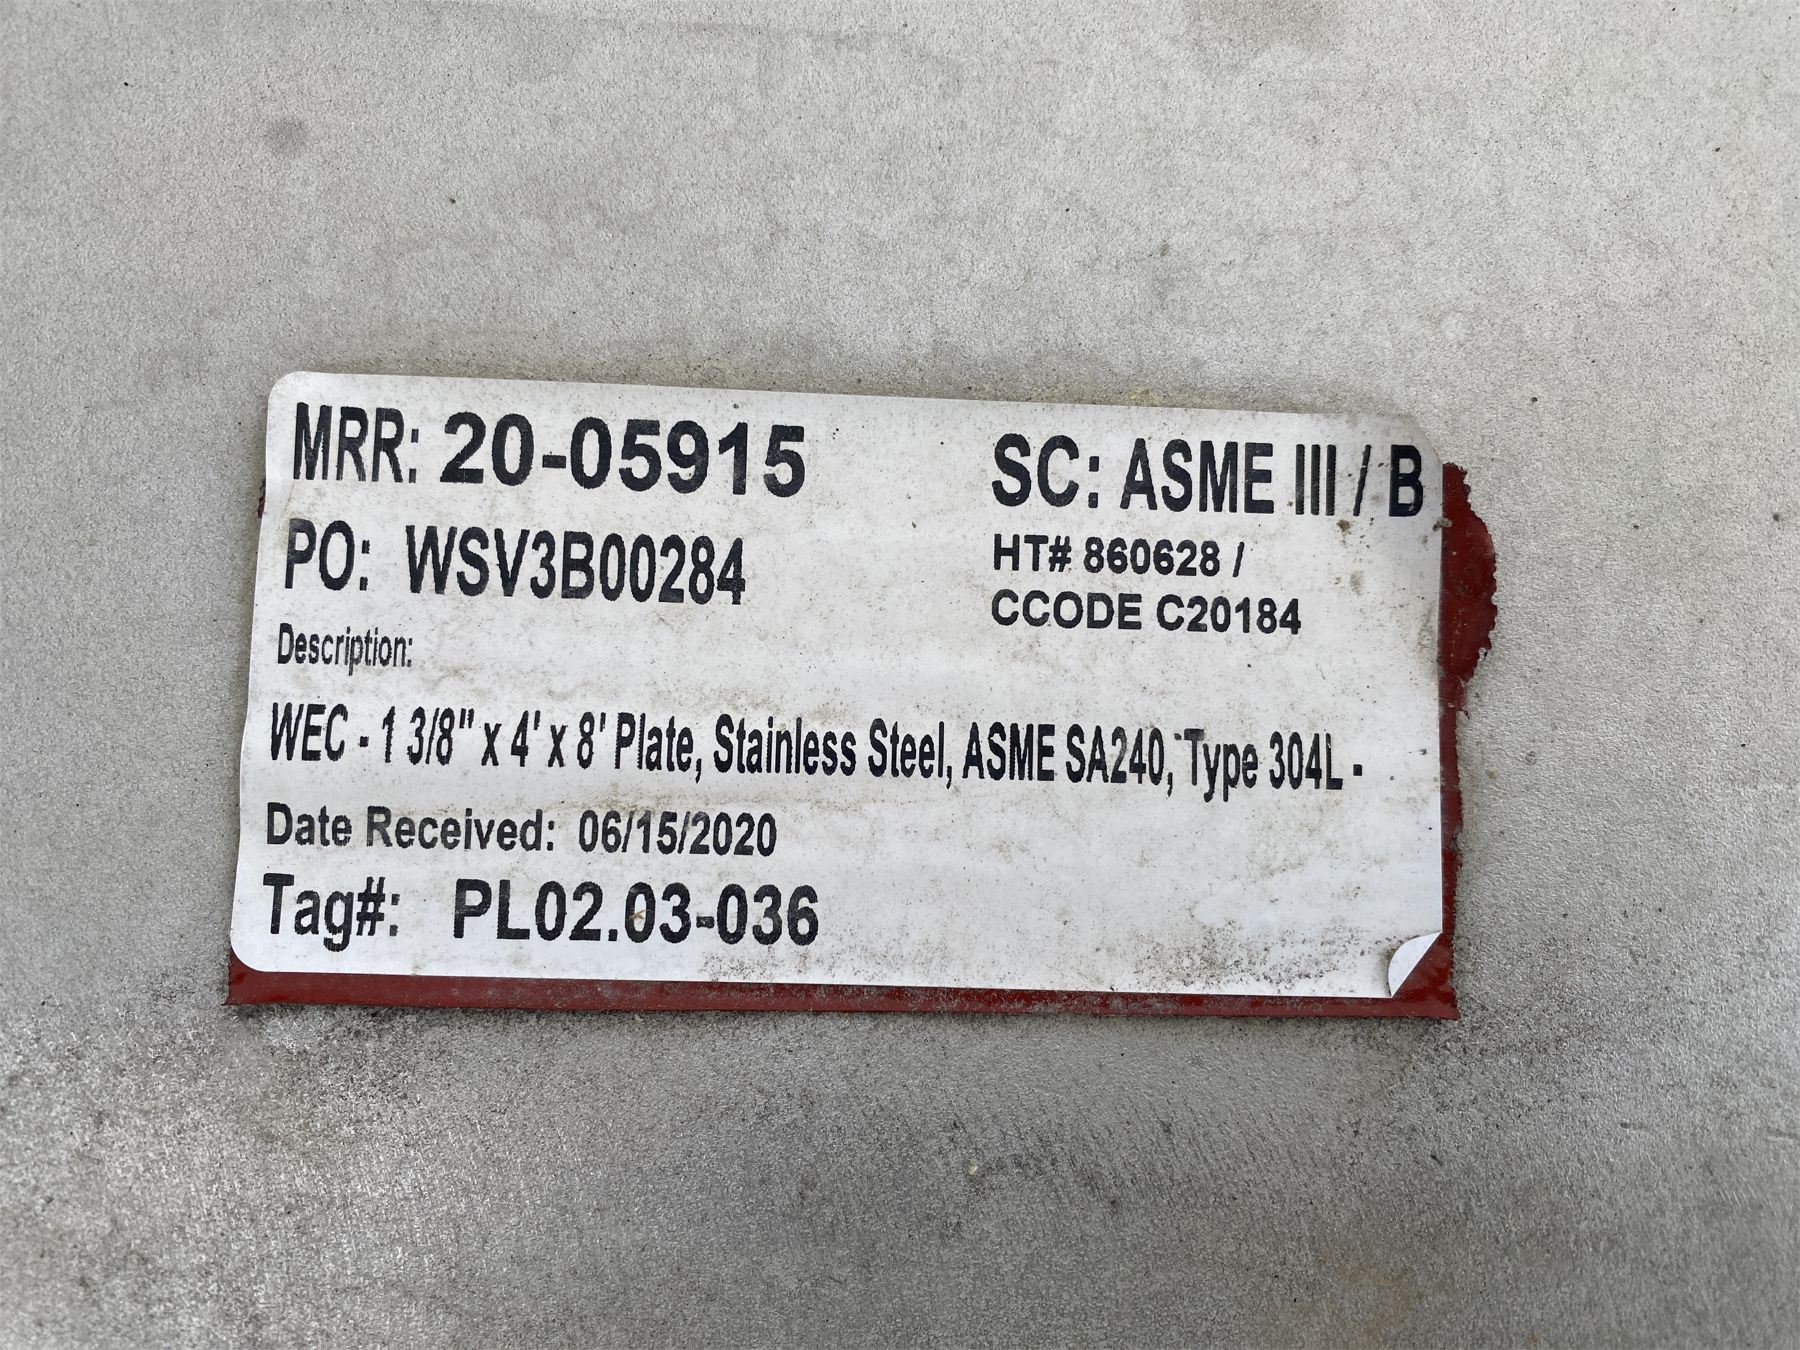 MRR: 20-05915
SC: ASME III / B
PO: WSV3B00284
HT# 860628 /
CCODE C20184
Description:
WEC - 1 3/8" x 4' x 8' Plate, Stainless Steel, ASME SA240, Type 304L -
Date Received: 06/15/2020
Tag#: PL02.03-036